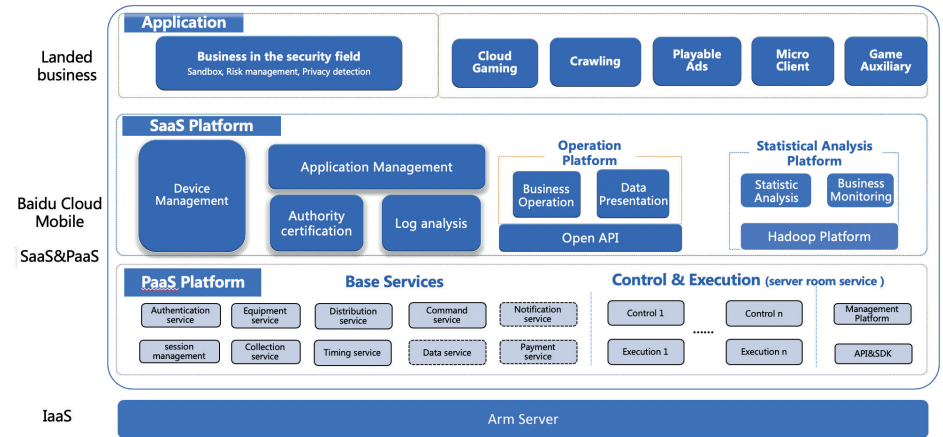 Application
Landed
business
Business in the security field
Sandbox, Risk management, Privacy detection
Cloud
Gaming
Crawling
Playable
Ads
Micro
Client
Game
Auxiliary
SaaS Platform
Baidu Cloud
Mobile
SaaS&PaaS
Device
Management
Application Management
Authority
certification
Log analysis
Operation
Platform
Business
Operation
Data
Presentation
Open API
Statistical Analysis
Platform
Statistic
Analysis
Business
Monitoring
Hadoop Platform
PaaS Platform
Base Services
Control & Execution (server room service )
Authentication
service
Equipment
service
Distribution
service
Command
service
Notification
service
session
management
Collection
service
Timing service
Data service
Payment
service
Control 1
......
Control n
Execution 1
Execution n
Management
Platform
API&SDK
IaaS
Arm Server